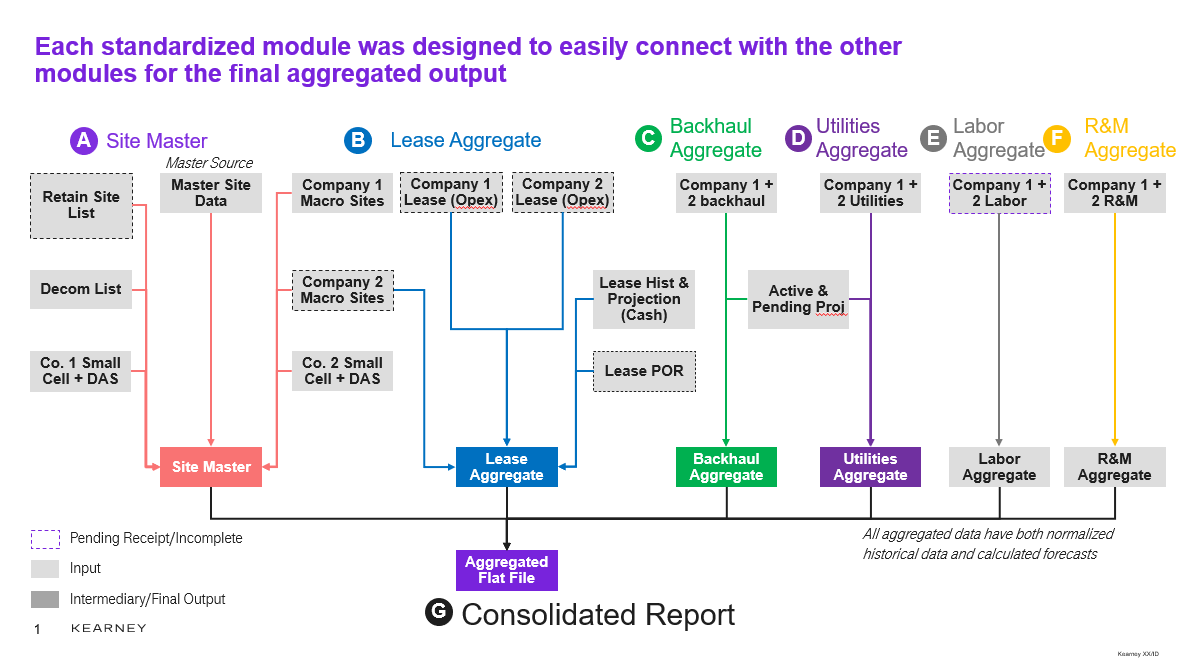 Each standardized module was designed to easily connect with the other
modules for the final aggregated output
A Site Master
Master Source
B Lease Aggregate
C Backhaul
Aggregate
D Utilities
Aggregate
E Labor
Aggregate
F R&M
Aggregate
Retain Site
List
Master Site
Data
Company 1
Macro Sites
Company 1
Lease (Opex)
Company 2
Lease (Opex)
Company 1 +
2 backhaul
Company 1 +
2 Utilities
Company 1 +
2 Labor
Company 1 +
2 R&M
Decom List
Company 2
Macro Sites
Lease Hist &
Projection
(Cash)
Active &
Pending Proj
Co. 1 Small
Cell + DAS
Co. 2 Small
Cell + DAS
Lease POR
Site Master
Lease
Aggregate
Backhaul
Aggregate
Utilities
Aggregate
Labor
Aggregate
R&M
Aggregate
All aggregated data have both normalized
historical data and calculated forecasts
Pending Receipt/Incomplete
Input
Intermediary/Final Output
Aggregated
Flat File
G Consolidated Report
1 KEARNEY
Kearney XX/ID